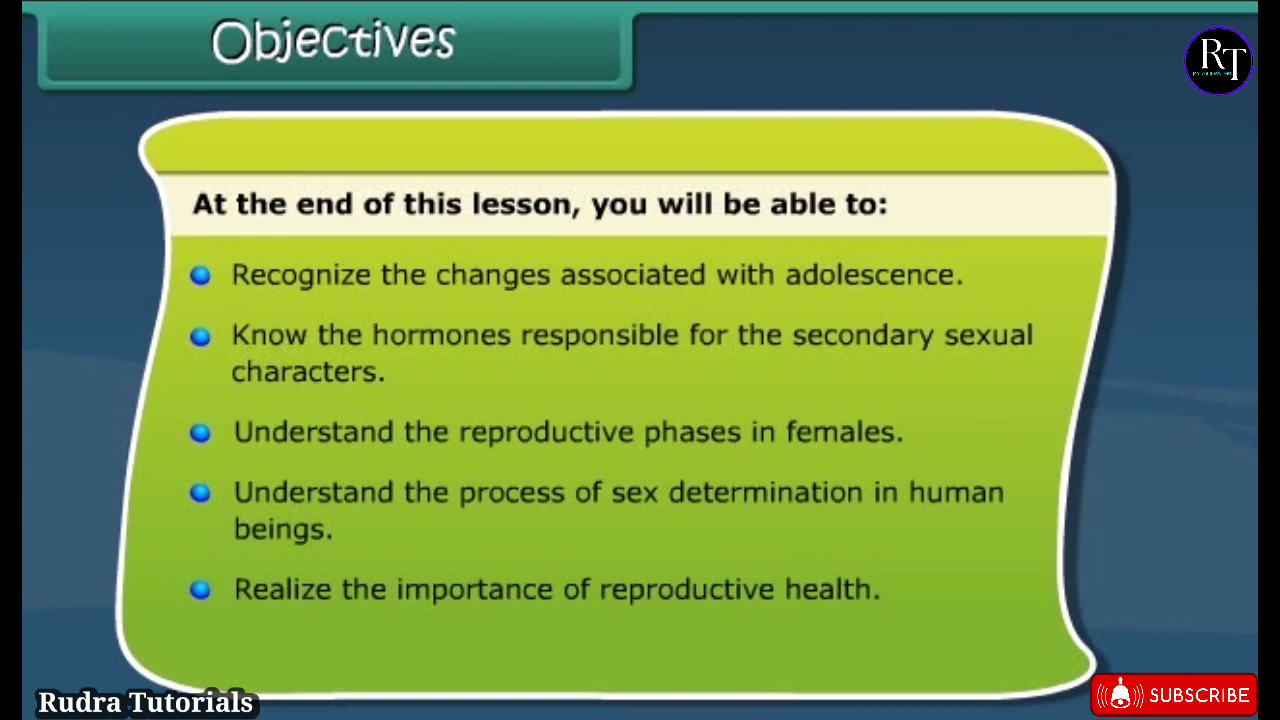 Objectives
RT
At the end of this lesson, you will be able to:
Recognize the changes associated with adolescence.
Know the hormones responsible for the secondary sexual
characters.
Understand the reproductive phases in females.
Understand the process of sex determination in human
beings.
Realize the importance of reproductive health.
Rudra Tutorials
SUBSCRIBE